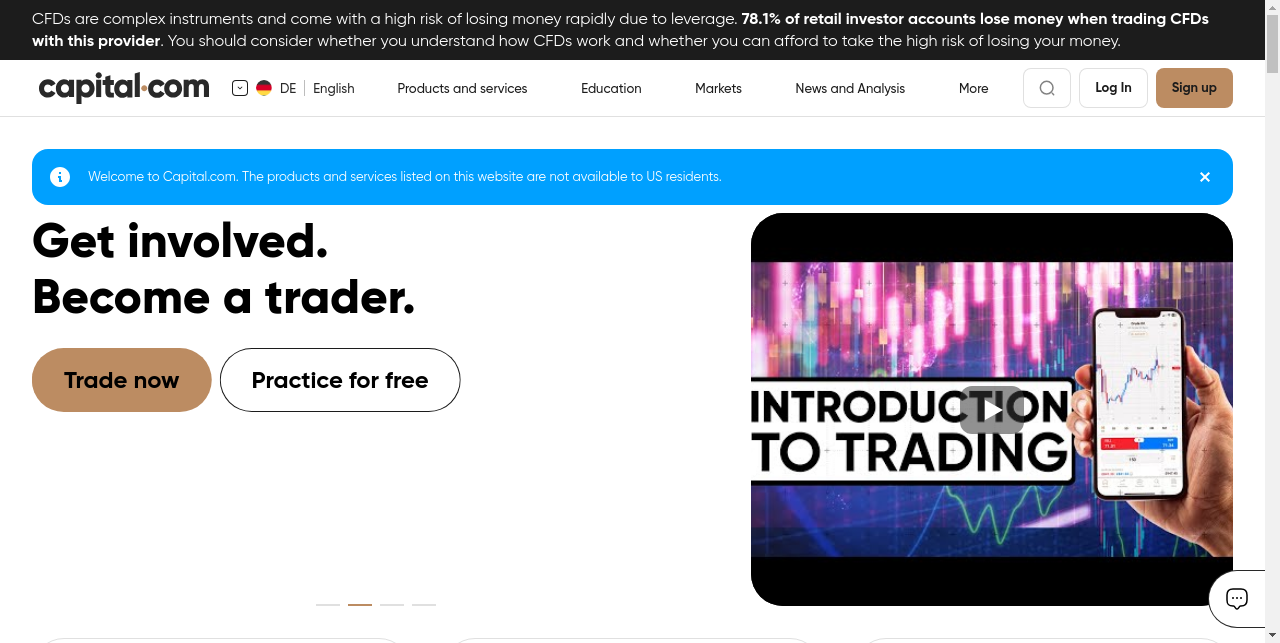 CFDs are complex instruments and come with a high risk of losing money rapidly due to leverage. 78.1% of retail investor accounts lose money when trading CFDs
with this provider. You should consider whether you understand how CFDs work and whether you can afford to take the high risk of losing your money.
capital.com DE English Products and services Education Markets News and Analysis More Log In Sign up
Welcome to Capital.com. The products and services listed on this website are not available to US residents.
Get involved.
Become a trader.
Trade now Practice for free
INTRODUCTION
TO TRADING